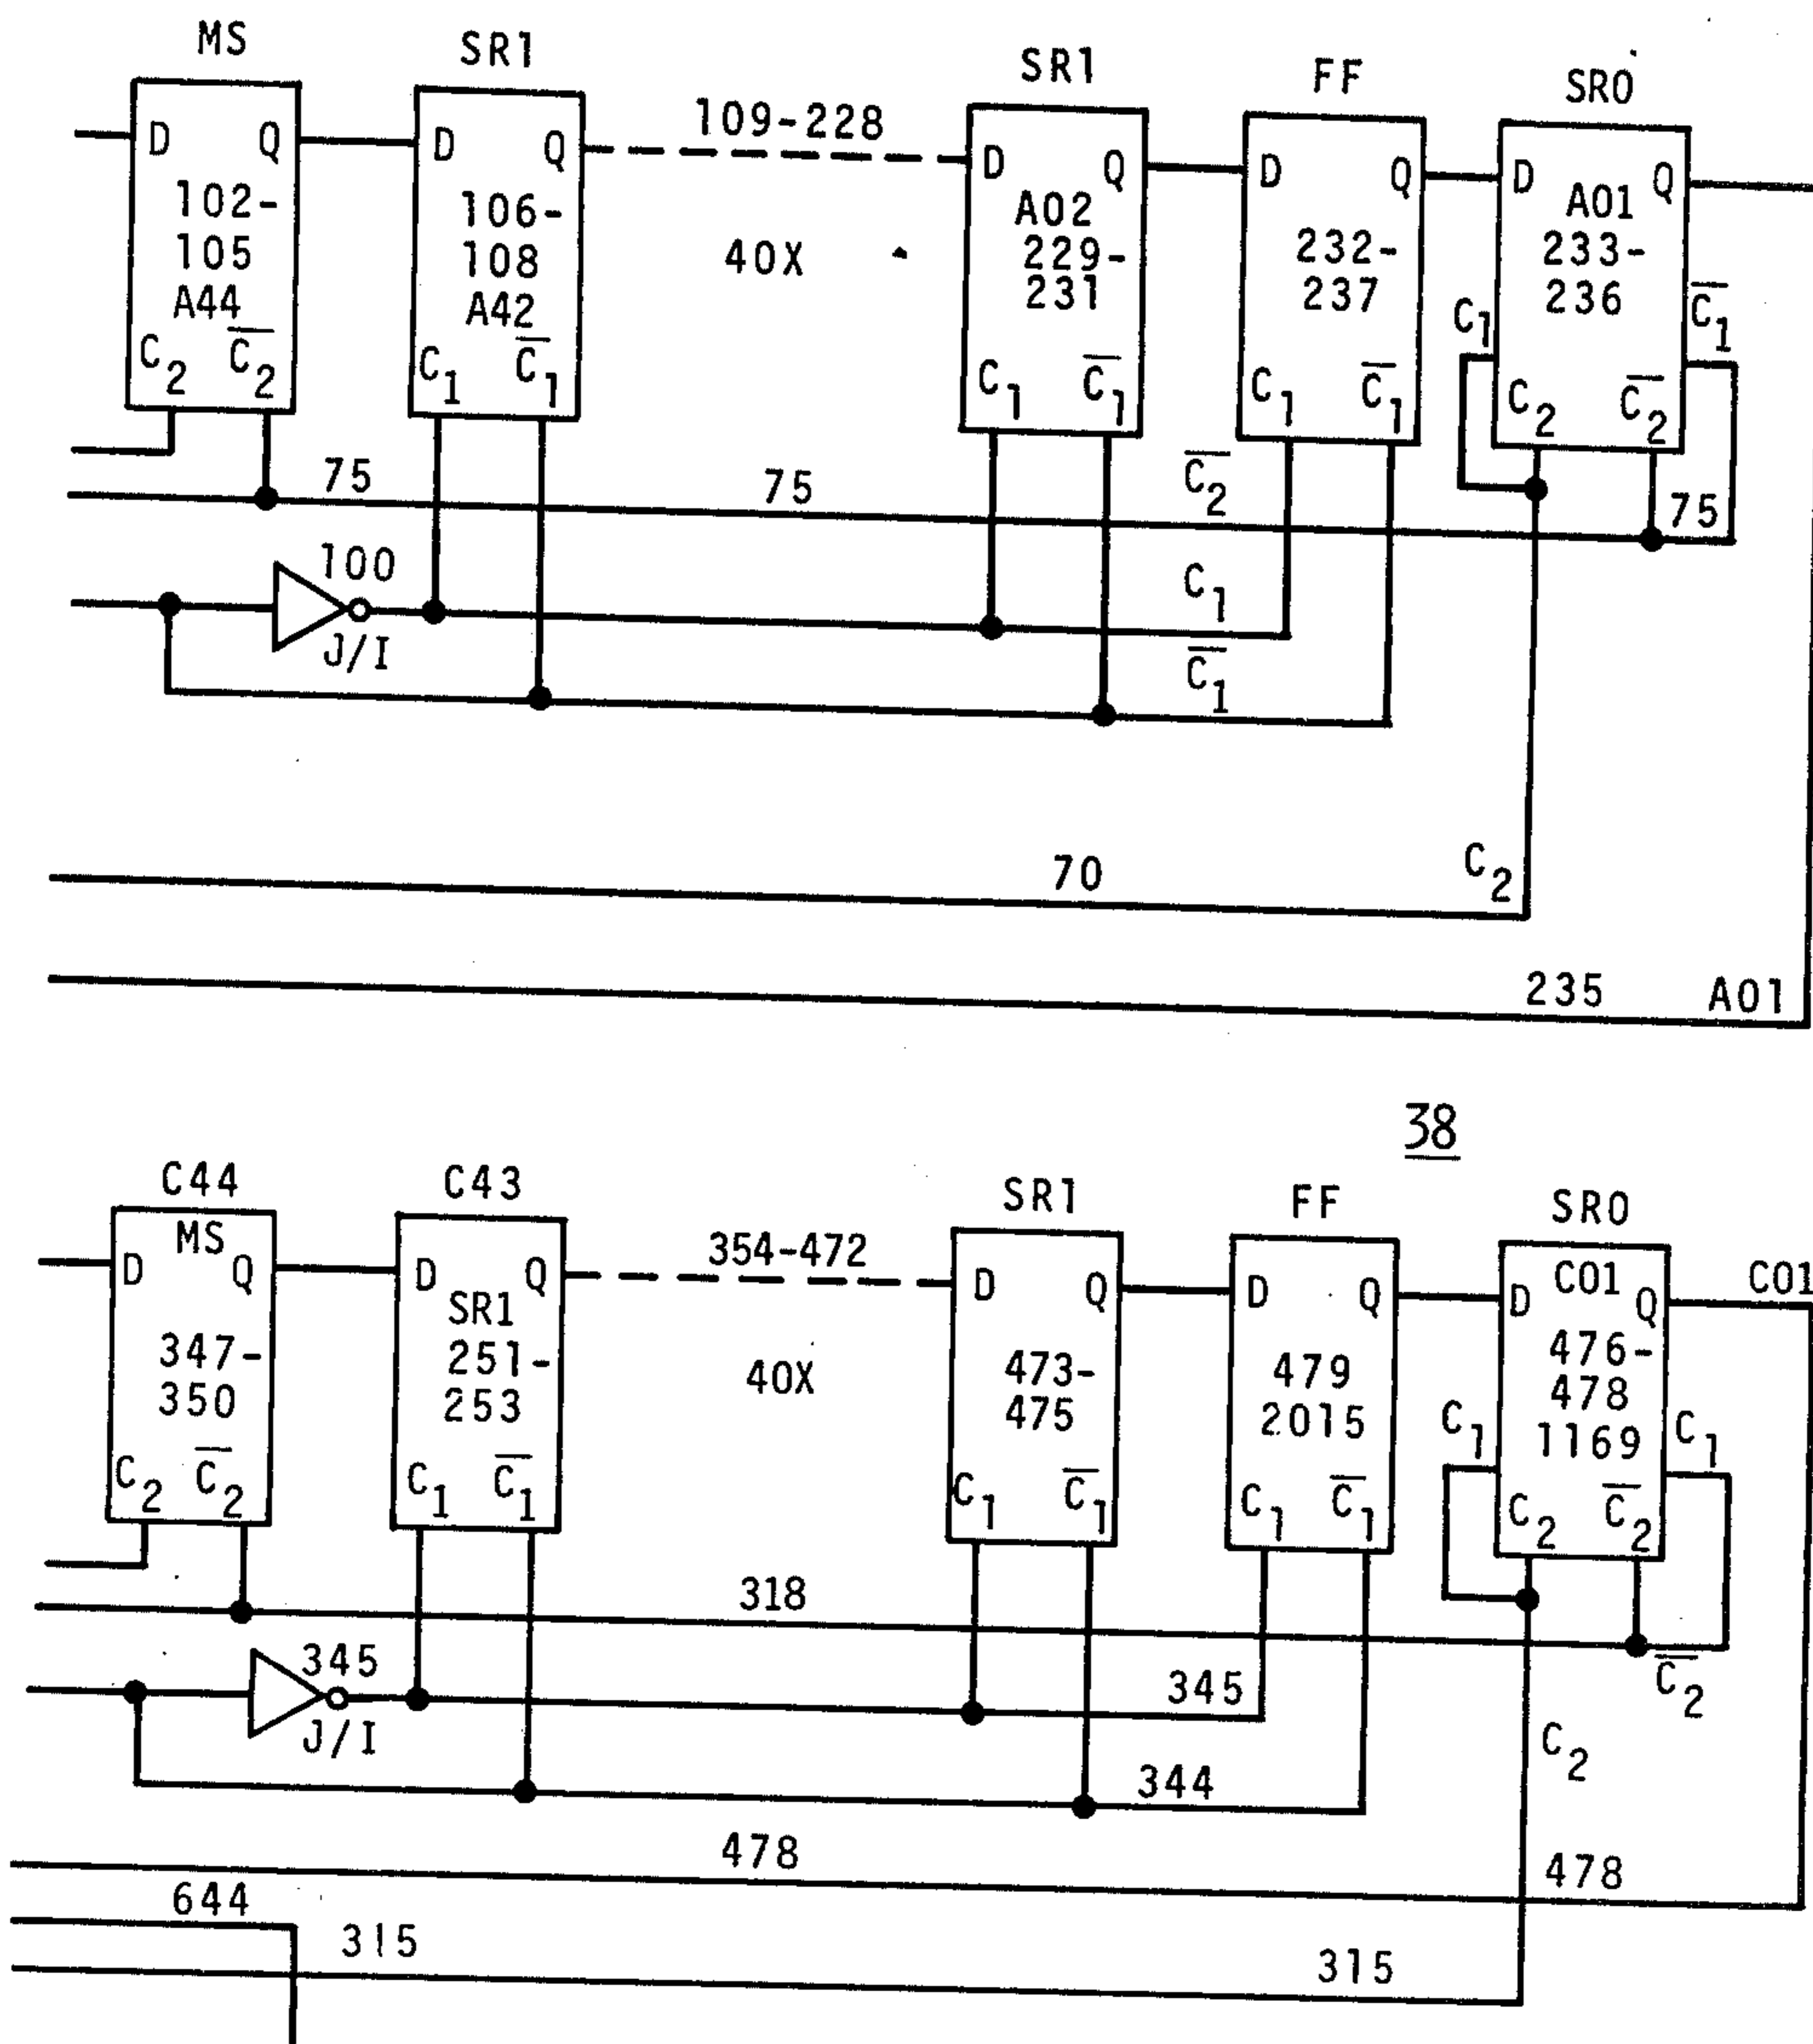 MS
SR1
SR1
FF
SR0
109-228
D Q
102-
105
A44
C2 C̅2
D Q
106-
108
A42
C1 C̅1
40X
D Q
A02
229-
231
C1 C̅1
D Q
232-
237
C1 C̅1
D Q
A01
233-
236
C1
C̅1
C2 C̅2
75
75
C̅2
75
100
J/I
C1
C̅1
70
C2
235
A01
38
C44
C43
SR1
FF
SR0
MS
D Q
347-
350
C2 C̅2
D Q
SR1
251-
253
C1 C̅1
354-472
40X
D Q
473-
475
C1 C̅1
D Q
479
2015
C1 C̅1
D Q
C01
476-
478
1169
C1
C1
C2 C̅2
C01
318
345
J/I
345
C̅2
344
C2
478
478
644
315
315